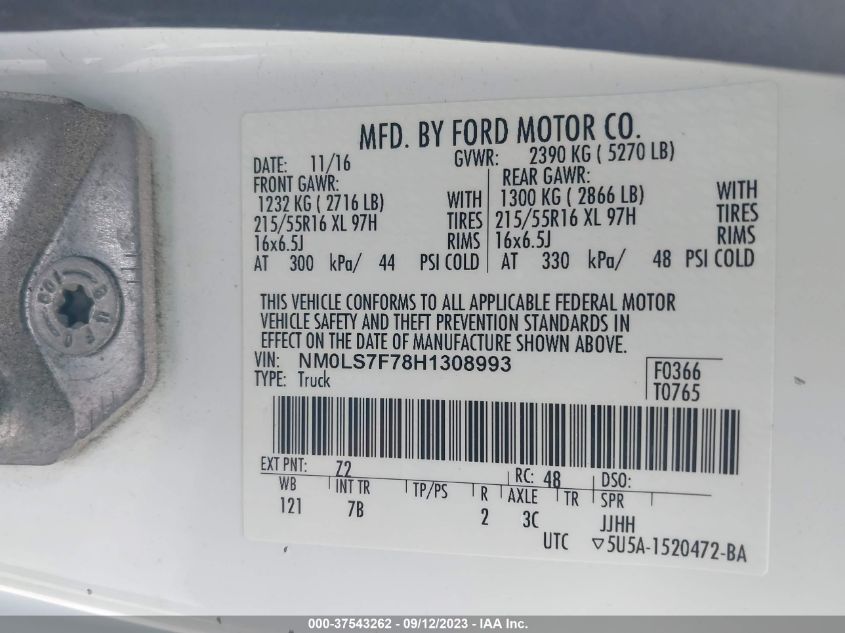 MFD. BY FORD MOTOR CO.
DATE: 11/16 GVWR: 2390 KG ( 5270 LB)
FRONT GAWR: REAR GAWR:
1232 KG ( 2716 LB) WITH 1300 KG ( 2866 LB) WITH
215/55R16 XL 97H TIRES 215/55R16 XL 97H TIRES
16x6.5J RIMS 16x6.5J RIMS
AT 300 kPa/ 44 PSI COLD AT 330 kPa/ 48 PSI COLD
THIS VEHICLE CONFORMS TO ALL APPLICABLE FEDERAL MOTOR
VEHICLE SAFETY AND THEFT PREVENTION STANDARDS IN
EFFECT ON THE DATE OF MANUFACTURE SHOWN ABOVE.
VIN: NM0LS7F78H1308993
TYPE: Truck
F0366
T0765
EXT PNT: Z2 RC: 48 DSO:
WB INT TR TP/PS R AXLE TR SPR
121 7B 2 3C JJHH
UTC ▽5U5A-1520472-BA
000-37543262 - 09/12/2023 - IAA Inc.